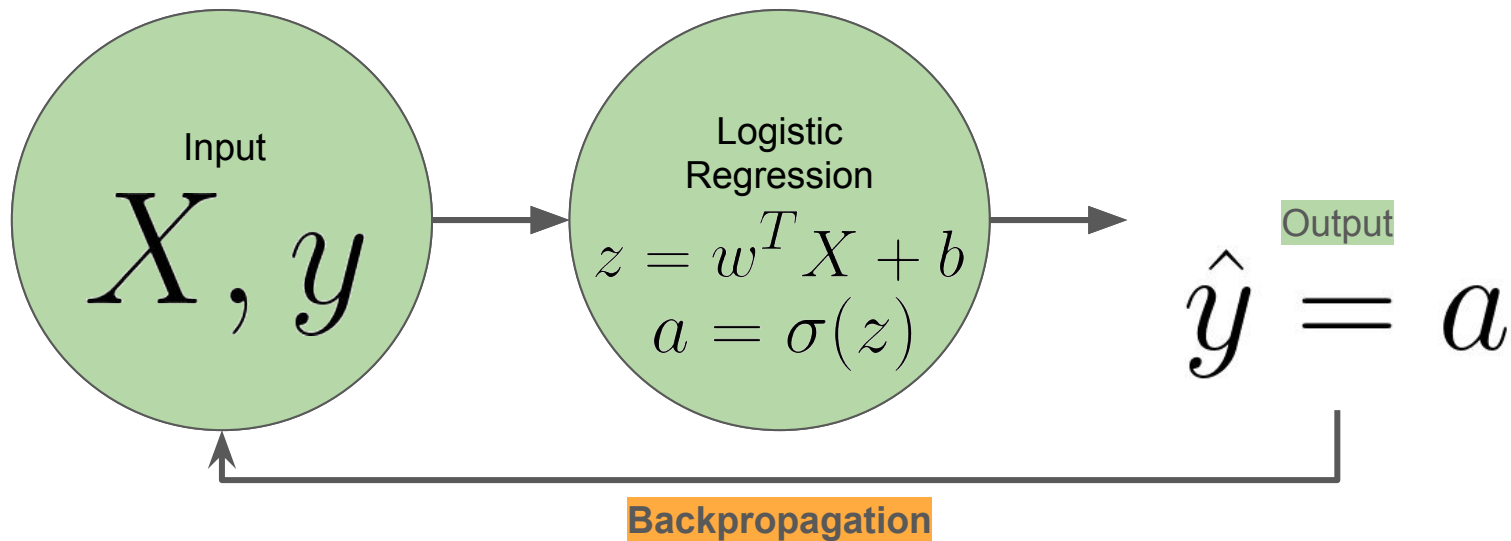 Input
X, y
Logistic
Regression
z = w^T X + b
a = σ(z)
Output
ŷ = a
Backpropagation